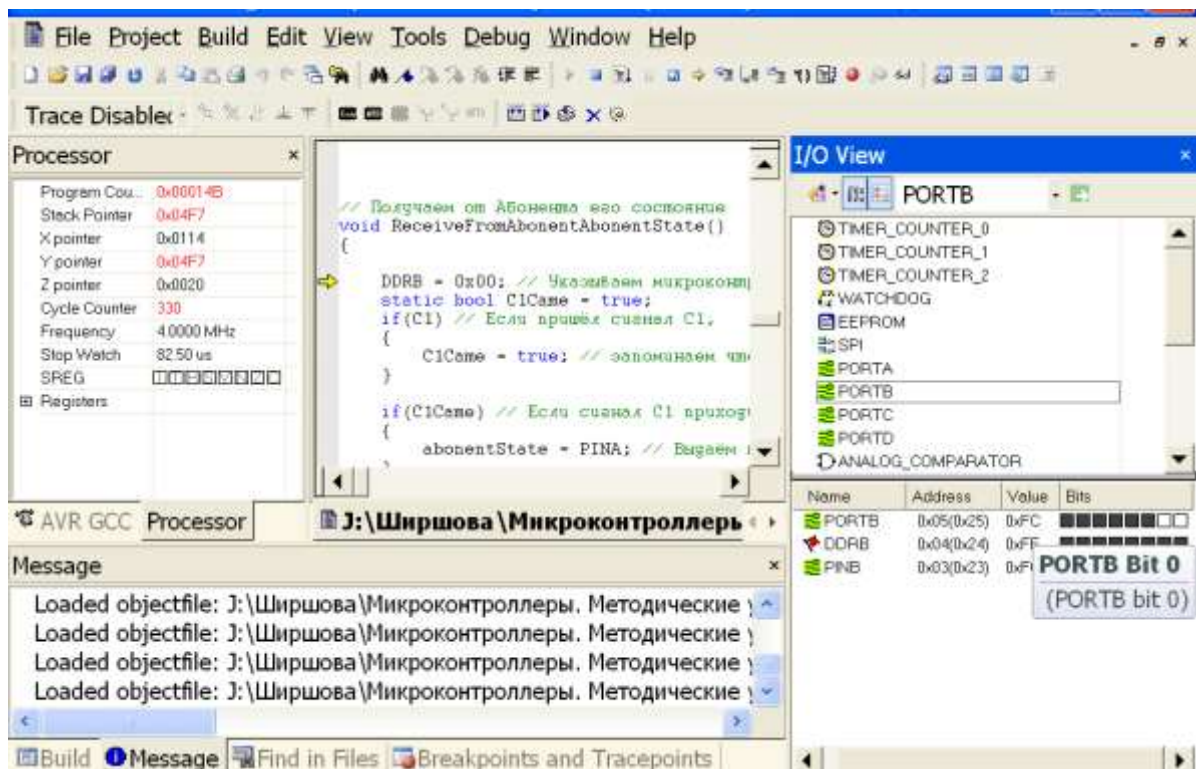 File Project Build Edit View Tools Debug Window Help
Trace Disabled
Processor
Program Cou... 0x00014B
Stack Pointer 0x04F7
X pointer 0x0114
Y pointer 0x04F7
Z pointer 0x0020
Cycle Counter 330
Frequency 4.0000 MHz
Stop Watch 82.50 us
SREG
Registers
AVR GCC Processor
// Получаем от Абонента его состояние
void ReceiveFromAbonentAbonentState()
{
DDRB = 0x00; // Указываем микроконц
static bool C1Came = true;
if(C1) // Если пришёл сигнал C1,
{
C1Came = true; // запоминаем что
}
if(C1Came) // Если сигнал C1 приход
{
abonentState = PINA; // Выдаём
}
J:\Ширшова\Микроконтроллеры
I/O View
PORTB
TIMER_COUNTER_0
TIMER_COUNTER_1
TIMER_COUNTER_2
WATCHDOG
EEPROM
SPI
PORTA
PORTB
PORTC
PORTD
ANALOG_COMPARATOR
Name Address Value Bits
PORTB 0x05(0x25) 0xFC
DDRB 0x04(0x24) 0xFF
PINB 0x03(0x23)
PORTB Bit 0
(PORTB bit 0)
Message
Loaded objectfile: J:\Ширшова\Микроконтроллеры. Методические
Loaded objectfile: J:\Ширшова\Микроконтроллеры. Методические
Loaded objectfile: J:\Ширшова\Микроконтроллеры. Методические
Loaded objectfile: J:\Ширшова\Микроконтроллеры. Методические
Build Message Find in Files Breakpoints and Tracepoints